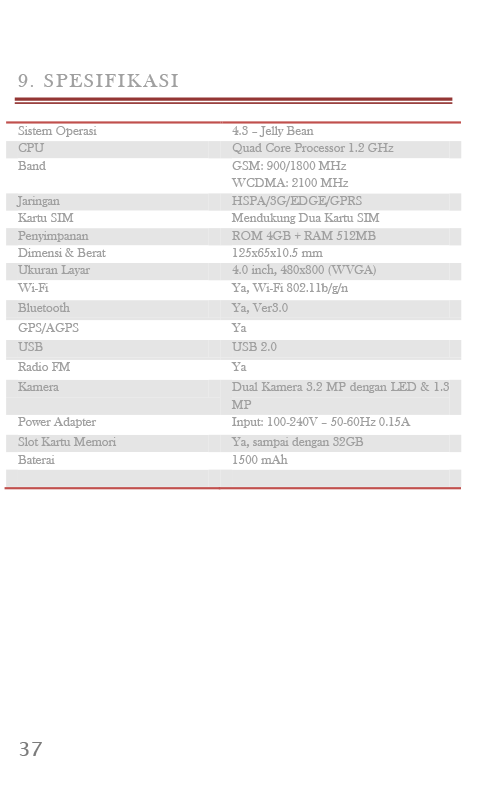 9. SPESIFIKASI
Sistem Operasi 4.3 – Jelly Bean
CPU Quad Core Processor 1.2 GHz
Band GSM: 900/1800 MHz
WCDMA: 2100 MHz
Jaringan HSPA/3G/EDGE/GPRS
Kartu SIM Mendukung Dua Kartu SIM
Penyimpanan ROM 4GB + RAM 512MB
Dimensi & Berat 125x65x10.5 mm
Ukuran Layar 4.0 inch, 480x800 (WVGA)
Wi-Fi Ya, Wi-Fi 802.11b/g/n
Bluetooth Ya, Ver3.0
GPS/AGPS Ya
USB USB 2.0
Radio FM Ya
Kamera Dual Kamera 3.2 MP dengan LED & 1.3
MP
Power Adapter Input: 100-240V – 50-60Hz 0.15A
Slot Kartu Memori Ya, sampai dengan 32GB
Baterai 1500 mAh
37